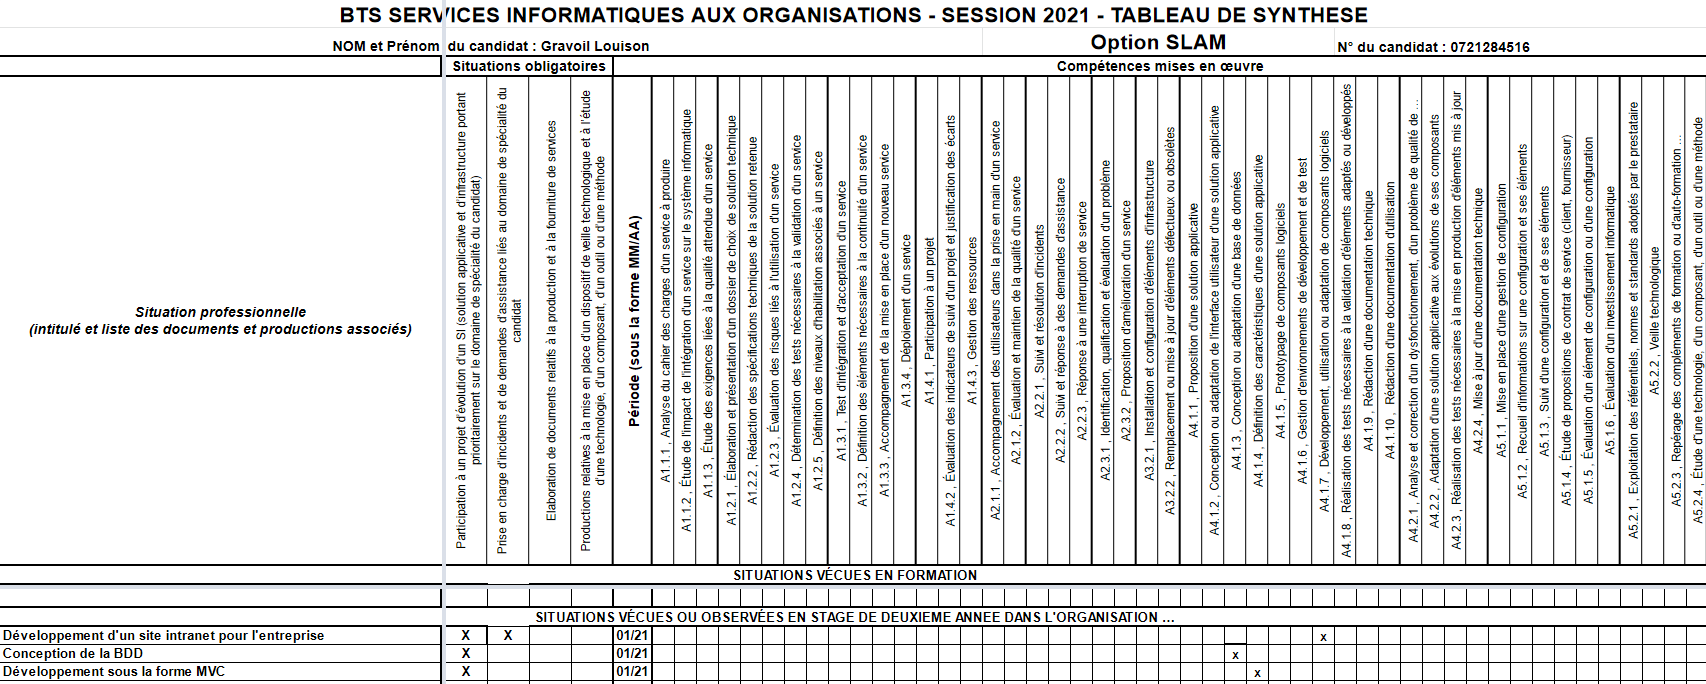 BTS SERVICES INFORMATIQUES AUX ORGANISATIONS - SESSION 2021 - TABLEAU DE SYNTHESE
NOM et Prénom du candidat : Gravoil Louison
Option SLAM
N° du candidat : 0721284516
Situations obligatoires
Compétences mises en œuvre
Situation professionnelle
(intitulé et liste des documents et productions associés)
Participation à un projet d'évolution d'un SI (solution applicative et d'infrastructure portant
prioritairement sur le domaine de spécialité du candidat)
Prise en charge d'incidents et de demandes d'assistance liés au domaine de spécialité du
candidat
Elaboration de documents relatifs à la production et à la fourniture de services
Productions relatives à la mise en place d'un dispositif de veille technologique et à l'étude
d'une technologie, d'un composant, d'un outil ou d'une méthode
Période (sous la forme MM/AA)
A1.1.1 , Analyse du cahier des charges d'un service à produire
A1.1.2 , Étude de l'impact de l'intégration d'un service sur le système informatique
A1.1.3 , Étude des exigences liées à la qualité attendue d'un service
A1.2.1 , Élaboration et présentation d'un dossier de choix de solution technique
A1.2.2 , Rédaction des spécifications techniques de la solution retenue
A1.2.3 , Évaluation des risques liés à l'utilisation d'un service
A1.2.4 , Détermination des tests nécessaires à la validation d'un service
A1.2.5 , Définition des niveaux d'habilitation associés à un service
A1.3.1 , Test d'intégration et d'acceptation d'un service
A1.3.2 , Définition des éléments nécessaires à la continuité d'un service
A1.3.3 , Accompagnement de la mise en place d'un nouveau service
A1.3.4 , Déploiement d'un service
A1.4.1 , Participation à un projet
A1.4.2 , Évaluation des indicateurs de suivi d'un projet et justification des écarts
A1.4.3 , Gestion des ressources
A2.1.1 , Accompagnement des utilisateurs dans la prise en main d'un service
A2.1.2 , Évaluation et maintien de la qualité d'un service
A2.2.1 , Suivi et résolution d'incidents
A2.2.2 , Suivi et réponse à des demandes d'assistance
A2.2.3 , Réponse à une interruption de service
A2.3.1 , Identification, qualification et évaluation d'un problème
A2.3.2 , Proposition d'amélioration d'un service
A3.2.1 , Installation et configuration d'éléments d'infrastructure
A3.2.2 , Remplacement ou mise à jour d'éléments défectueux ou obsolètes
A4.1.1 , Proposition d'une solution applicative
A4.1.2 , Conception ou adaptation de l'interface utilisateur d'une solution applicative
A4.1.3 , Conception ou adaptation d'une base de données
A4.1.4 , Définition des caractéristiques d'une solution applicative
A4.1.5 , Prototypage de composants logiciels
A4.1.6 , Gestion d'environnements de développement et de test
A4.1.7 , Développement, utilisation ou adaptation de composants logiciels
A4.1.8 , Réalisation des tests nécessaires à la validation d'éléments adaptés ou développés
A4.1.9 , Rédaction d'une documentation technique
A4.1.10 , Rédaction d'une documentation d'utilisation
A4.2.1 , Analyse et correction d'un dysfonctionnement, d'un problème de qualité de ...
A4.2.2 , Adaptation d'une solution applicative aux évolutions de ses composants
A4.2.3 , Réalisation des tests nécessaires à la mise en production d'éléments mis à jour
A4.2.4 , Mise à jour d'une documentation technique
A5.1.1 , Mise en place d'une gestion de configuration
A5.1.2 , Recueil d'informations sur une configuration et ses éléments
A5.1.3 , Suivi d'une configuration et de ses éléments
A5.1.4 , Étude de propositions de contrat de service (client, fournisseur)
A5.1.5 , Évaluation d'un élément de configuration ou d'une configuration
A5.1.6 , Évaluation d'un investissement informatique
A5.2.1 , Exploitation des référentiels, normes et standards adoptés par le prestataire
A5.2.2 , Veille technologique
A5.2.3 , Repérage des compléments de formation ou d'auto-formation ...
A5.2.4 , Étude d'une technologie, d'un composant, d'un outil ou d'une méthode
SITUATIONS VÉCUES EN FORMATION
SITUATIONS VÉCUES OU OBSERVÉES EN STAGE DE DEUXIEME ANNEE DANS L'ORGANISATION ...
Développement d'un site intranet pour l'entreprise X X 01/21 x
Conception de la BDD X 01/21 x
Développement sous la forme MVC X 01/21 x